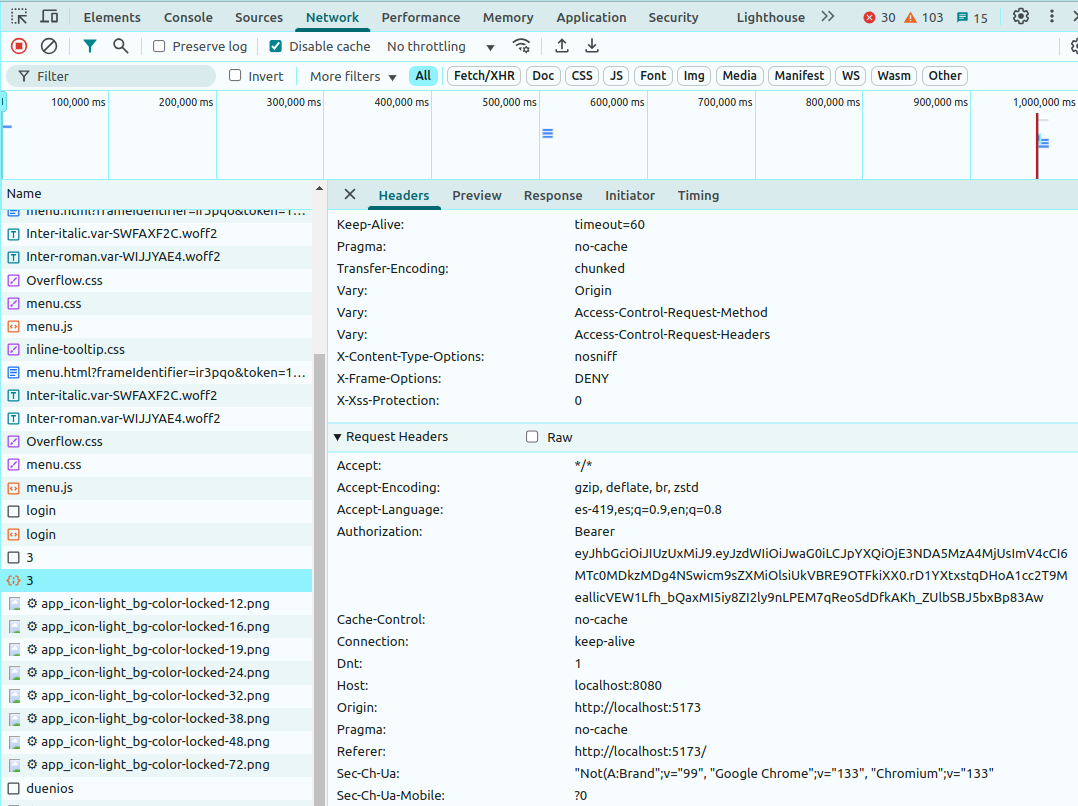 Elements Console Sources Network Performance Memory Application Security Lighthouse 30 103 15
Preserve log Disable cache No throttling
Filter Invert More filters All Fetch/XHR Doc CSS JS Font Img Media Manifest WS Wasm Other
100,000 ms 200,000 ms 300,000 ms 400,000 ms 500,000 ms 600,000 ms 700,000 ms 800,000 ms 900,000 ms 1,000,000 ms
Name
menu.html?frameIdentifier=ir3pqo&token=1...
Inter-italic.var-SWFAXF2C.woff2
Inter-roman.var-WIJJYAE4.woff2
Overflow.css
menu.css
menu.js
inline-tooltip.css
menu.html?frameIdentifier=ir3pqo&token=1...
Inter-italic.var-SWFAXF2C.woff2
Inter-roman.var-WIJJYAE4.woff2
Overflow.css
menu.css
menu.js
login
login
3
3
app_icon-light_bg-color-locked-12.png
app_icon-light_bg-color-locked-16.png
app_icon-light_bg-color-locked-19.png
app_icon-light_bg-color-locked-24.png
app_icon-light_bg-color-locked-32.png
app_icon-light_bg-color-locked-38.png
app_icon-light_bg-color-locked-48.png
app_icon-light_bg-color-locked-72.png
duenios
Headers Preview Response Initiator Timing
Keep-Alive: timeout=60
Pragma: no-cache
Transfer-Encoding: chunked
Vary: Origin
Vary: Access-Control-Request-Method
Vary: Access-Control-Request-Headers
X-Content-Type-Options: nosniff
X-Frame-Options: DENY
X-Xss-Protection: 0
Request Headers Raw
Accept: */*
Accept-Encoding: gzip, deflate, br, zstd
Accept-Language: es-419,es;q=0.9,en;q=0.8
Authorization: Bearer
eyJhbGciOiJIUzUxMiJ9.eyJzdWIiOiJwaG0iLCJpYXQiOjE3NDA5MzA4MjUsImV4cCI6
MTc0MDkzMDg4NSwicm9sZXMiOlsiUkVBRE9OTFkiXX0.rD1YXtxstqDHoA1cc2T9M
eallicVEW1Lfh_bQaxMI5iy8ZI2ly9nLPEM7qReoSdDfkAKh_ZUlbSBJ5bxBp83Aw
Cache-Control: no-cache
Connection: keep-alive
Dnt: 1
Host: localhost:8080
Origin: http://localhost:5173
Pragma: no-cache
Referer: http://localhost:5173/
Sec-Ch-Ua: "Not(A:Brand";v="99", "Google Chrome";v="133", "Chromium";v="133"
Sec-Ch-Ua-Mobile: ?0